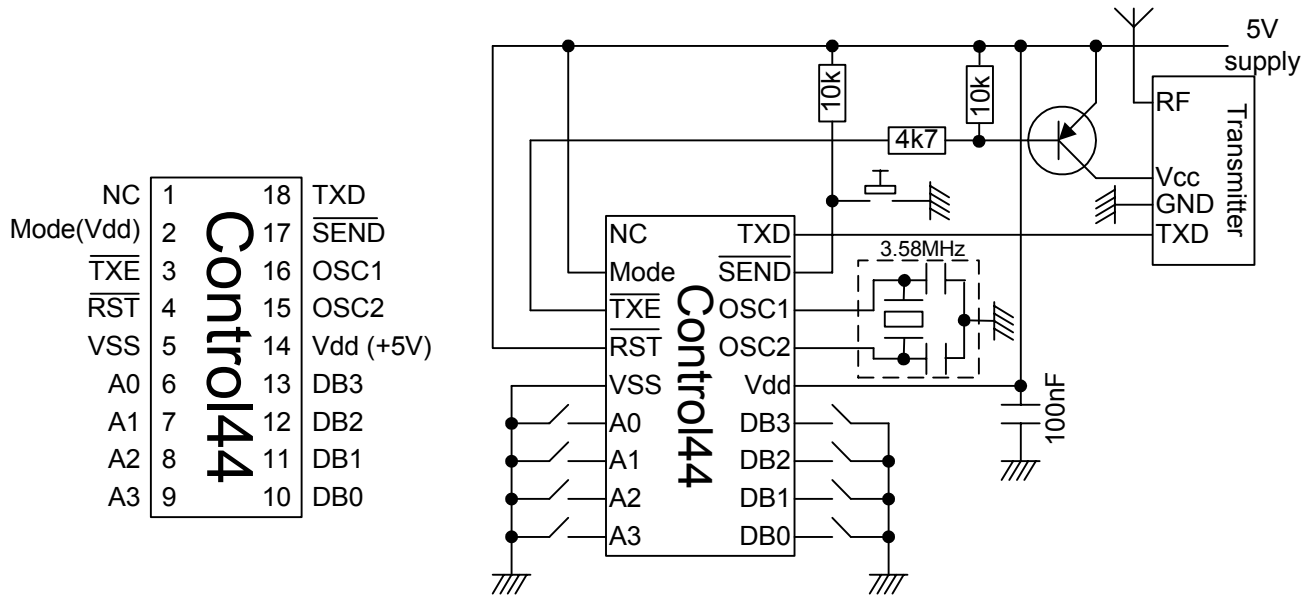 NC 1 18 TXD
Mode(Vdd) 2 17 SEND
TXE 3 16 OSC1
RST 4 15 OSC2
VSS 5 14 Vdd (+5V)
A0 6 13 DB3
A1 7 12 DB2
A2 8 11 DB1
A3 9 10 DB0
Control44
5V
supply
10k
10k
4k7
RF
Vcc
GND
TXD
Transmitter
3.58MHz
NC TXD
Mode SEND
TXE OSC1
RST OSC2
VSS Vdd
A0 DB3
A1 DB2
A2 DB1
A3 DB0
Control44
100nF